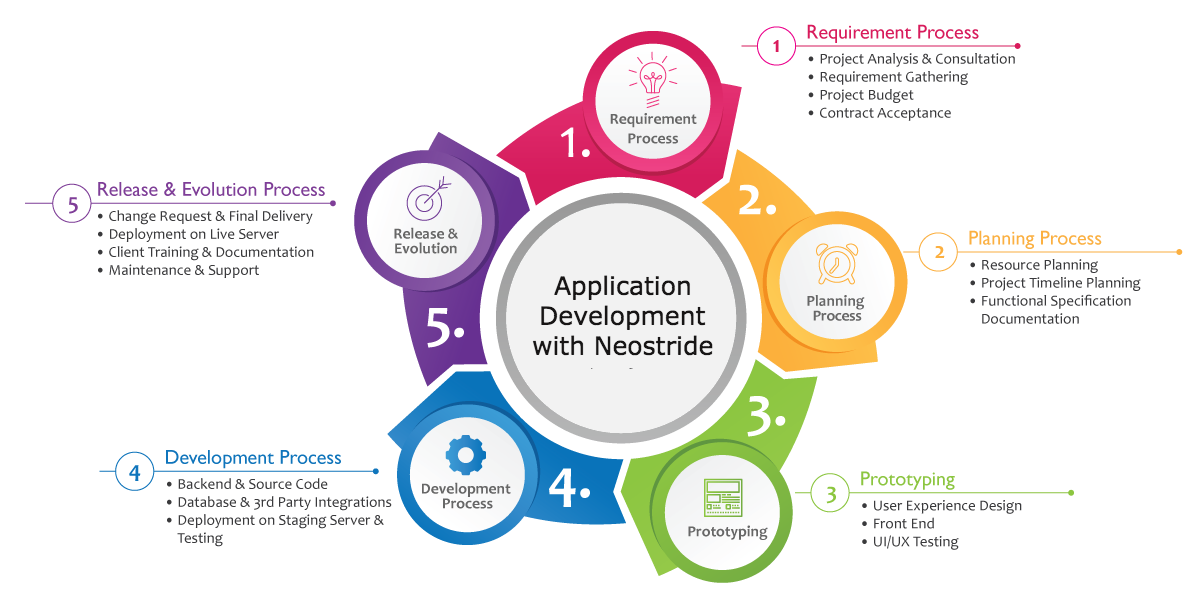 1
Requirement Process
• Project Analysis & Consultation
• Requirement Gathering
• Project Budget
• Contract Acceptance
Requirement
Process
1.
2.
Planning
Process
2
Planning Process
• Resource Planning
• Project Timeline Planning
• Functional Specification
Documentation
3.
Prototyping
3
Prototyping
• User Experience Design
• Front End
• UI/UX Testing
4.
Development
Process
4
Development Process
• Backend & Source Code
• Database & 3rd Party Integrations
• Deployment on Staging Server &
Testing
5.
Release &
Evolution
5
Release & Evolution Process
• Change Request & Final Delivery
• Deployment on Live Server
• Client Training & Documentation
• Maintenance & Support
Application
Development
with Neostride